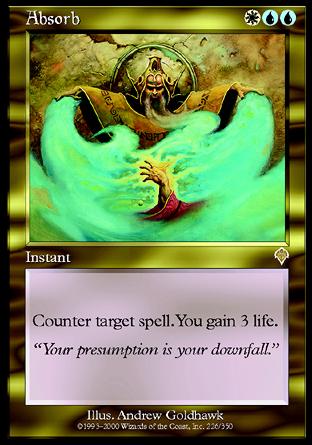 Absorb
Instant
Counter target spell. You gain 3 life.
“Your presumption is your downfall.”
Illus. Andrew Goldhawk
©1993–2000 Wizards of the Coast, Inc. 226/350